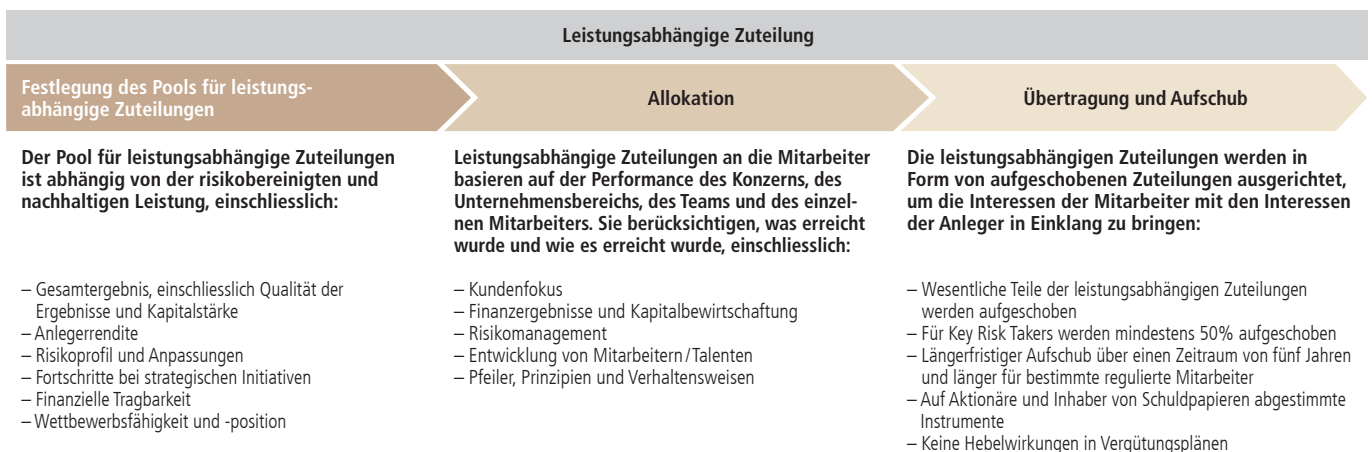 Leistungsabhängige Zuteilung
Festlegung des Pools für leistungs-
abhängige Zuteilungen
Allokation
Übertragung und Aufschub
Der Pool für leistungsabhängige Zuteilungen
ist abhängig von der risikobereinigten und
nachhaltigen Leistung, einschliesslich:
– Gesamtergebnis, einschliesslich Qualität der
Ergebnisse und Kapitalstärke
– Anlegerrendite
– Risikoprofil und Anpassungen
– Fortschritte bei strategischen Initiativen
– Finanzielle Tragbarkeit
– Wettbewerbsfähigkeit und -position
Leistungsabhängige Zuteilungen an die Mitarbeiter
basieren auf der Performance des Konzerns, des
Unternehmensbereichs, des Teams und des einzel-
nen Mitarbeiters. Sie berücksichtigen, was erreicht
wurde und wie es erreicht wurde, einschliesslich:
– Kundenfokus
– Finanzergebnisse und Kapitalbewirtschaftung
– Risikomanagement
– Entwicklung von Mitarbeitern / Talenten
– Pfeiler, Prinzipien und Verhaltensweisen
Die leistungsabhängigen Zuteilungen werden in
Form von aufgeschobenen Zuteilungen ausgerichtet,
um die Interessen der Mitarbeiter mit den Interessen
der Anleger in Einklang zu bringen:
– Wesentliche Teile der leistungsabhängigen Zuteilungen
werden aufgeschoben
– Für Key Risk Takers werden mindestens 50% aufgeschoben
– Längerfristiger Aufschub über einen Zeitraum von fünf Jahren
und länger für bestimmte regulierte Mitarbeiter
– Auf Aktionäre und Inhaber von Schuldpapieren abgestimmte
Instrumente
– Keine Hebelwirkungen in Vergütungsplänen